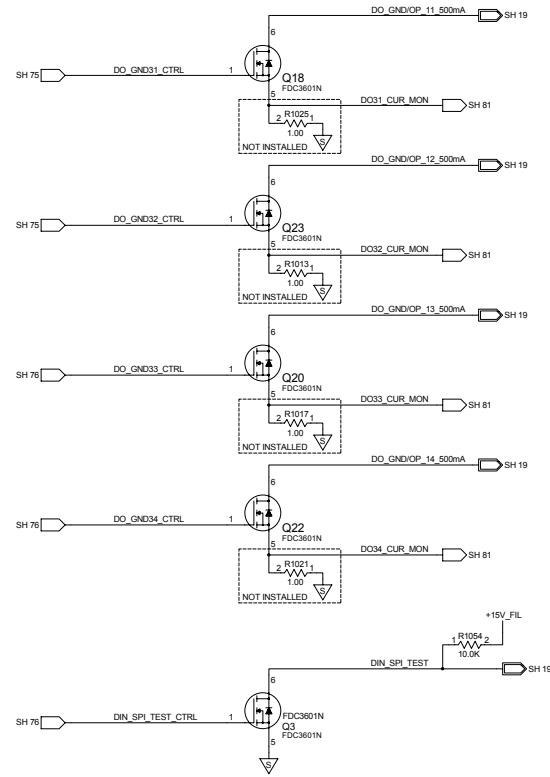 DO_GND/OP_11_500mA
SH 19
6
SH 75
DO_GND31_CTRL
1
Q18
FDC3601N
5
DO31_CUR_MON
SH 81
2 R1025 1
1.00
S
NOT INSTALLED
DO_GND/OP_12_500mA
SH 19
6
SH 75
DO_GND32_CTRL
1
Q23
FDC3601N
5
DO32_CUR_MON
SH 81
2 R1013 1
1.00
S
NOT INSTALLED
DO_GND/OP_13_500mA
SH 19
6
SH 76
DO_GND33_CTRL
1
Q20
FDC3601N
5
DO33_CUR_MON
SH 81
2 R1017 1
1.00
S
NOT INSTALLED
DO_GND/OP_14_500mA
SH 19
6
SH 76
DO_GND34_CTRL
1
Q22
FDC3601N
5
DO34_CUR_MON
SH 81
2 R1021 1
1.00
S
NOT INSTALLED
+15V_FIL
1 R1054 2
10.0K
DIN_SPI_TEST
SH 19
6
SH 76
DIN_SPI_TEST_CTRL
1
FDC3601N
Q3
FDC3601N
5
S